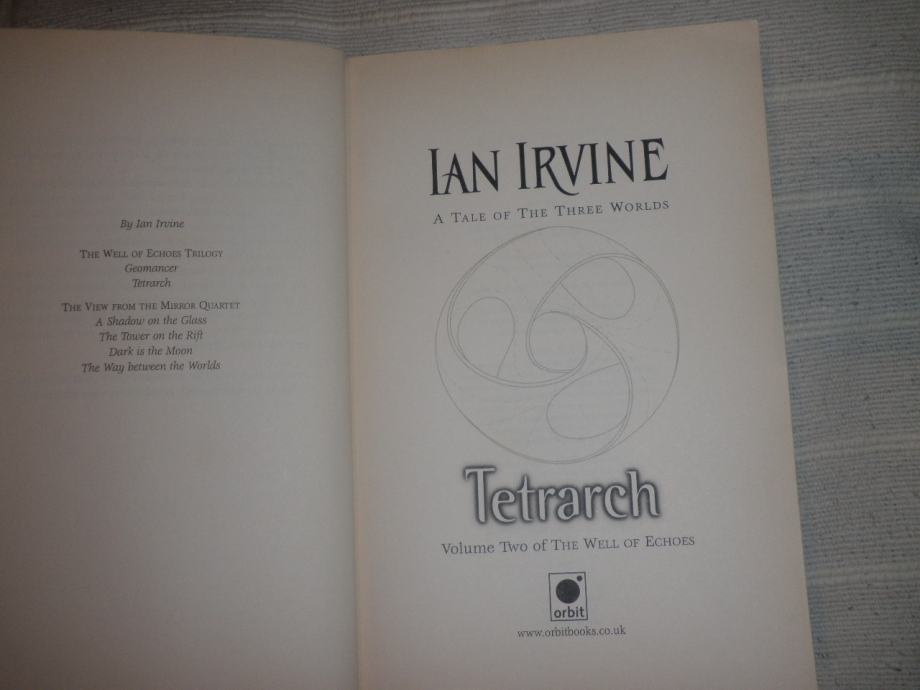 By Ian Irvine
THE WELL OF ECHOES TRILOGY
Geomancer
Tetrarch
THE VIEW FROM THE MIRROR QUARTET
A Shadow on the Glass
The Tower on the Rift
Dark is the Moon
The Way between the Worlds
IAN IRVINE
A TALE OF THE THREE WORLDS
Tetrarch
Volume Two of THE WELL OF ECHOES
orbit
www.orbitbooks.co.uk